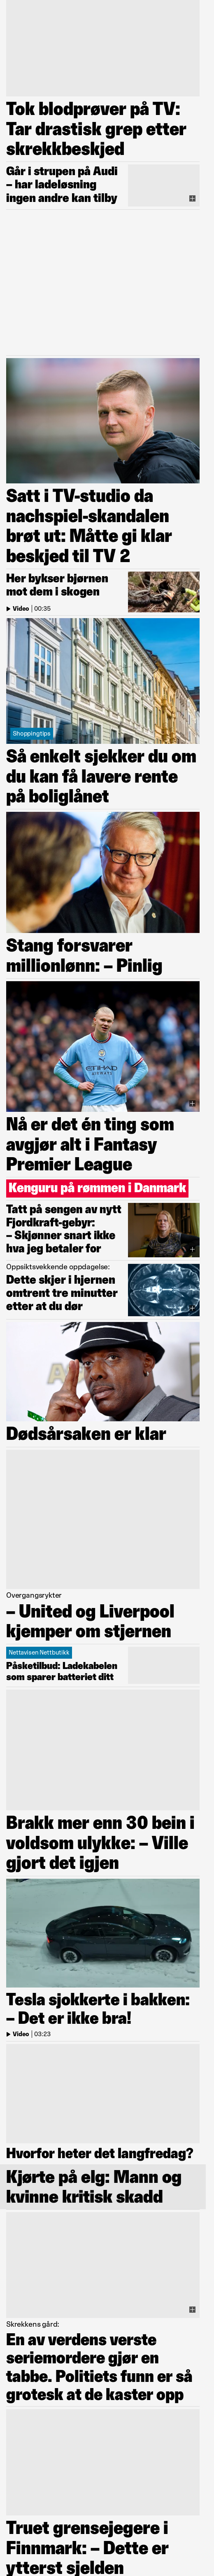 Tok blodprøver på TV:
Tar drastisk grep etter
skrekkbeskjed
Går i strupen på Audi
– har ladeløsning
ingen andre kan tilby
Satt i TV-studio da
nachspiel-skandalen
brøt ut: Måtte gi klar
beskjed til TV 2
Her bykser bjørnen
mot dem i skogen
Video | 00:35
Shoppingtips
Så enkelt sjekker du om
du kan få lavere rente
på boliglånet
Stang forsvarer
millionlønn: – Pinlig
ETIHAD
AIRWAYS
Nå er det én ting som
avgjør alt i Fantasy
Premier League
Kenguru på rømmen i Danmark
Tatt på sengen av nytt
Fjordkraft-gebyr:
– Skjønner snart ikke
hva jeg betaler for
Oppsiktsvekkende oppdagelse:
Dette skjer i hjernen
omtrent tre minutter
etter at du dør
Dødsårsaken er klar
Overgangsrykter
– United og Liverpool
kjemper om stjernen
Nettavisen Nettbutikk
Påsketilbud: Ladekabelen
som sparer batteriet ditt
Brakk mer enn 30 bein i
voldsom ulykke: – Ville
gjort det igjen
Tesla sjokkerte i bakken:
– Det er ikke bra!
Video | 03:23
Hvorfor heter det langfredag?
Kjørte på elg: Mann og
kvinne kritisk skadd
Skrekkens gård:
En av verdens verste
seriemordere gjør en
tabbe. Politiets funn er så
grotesk at de kaster opp
Truet grensejegere i
Finnmark: – Dette er
ytterst sjelden